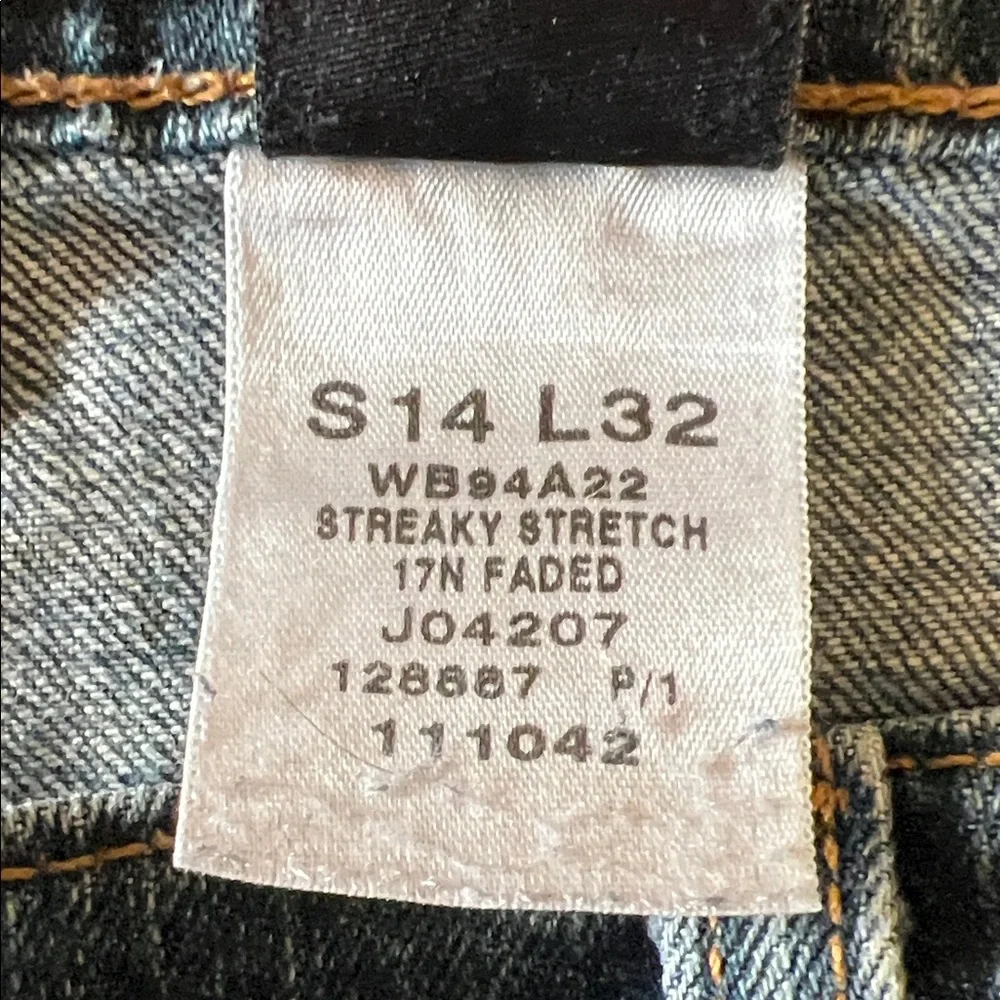 S14 L32
WB94A22
STREAKY STRETCH
17N FADED
J04207
128887 P/1
111042